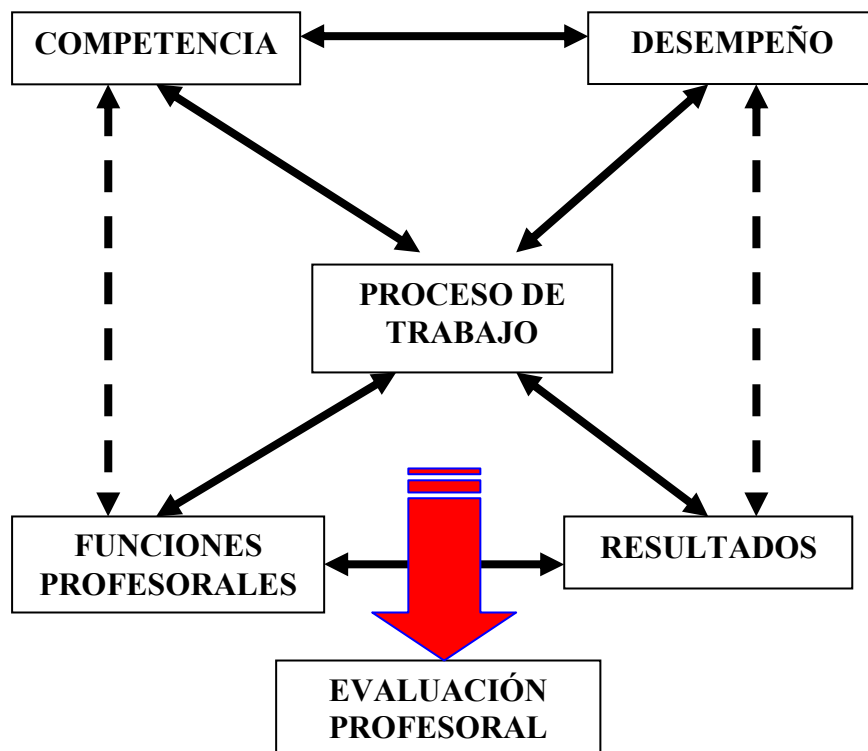 COMPETENCIA
DESEMPEÑO
PROCESO DE
TRABAJO
FUNCIONES
PROFESORALES
RESULTADOS
EVALUACIÓN
PROFESORAL